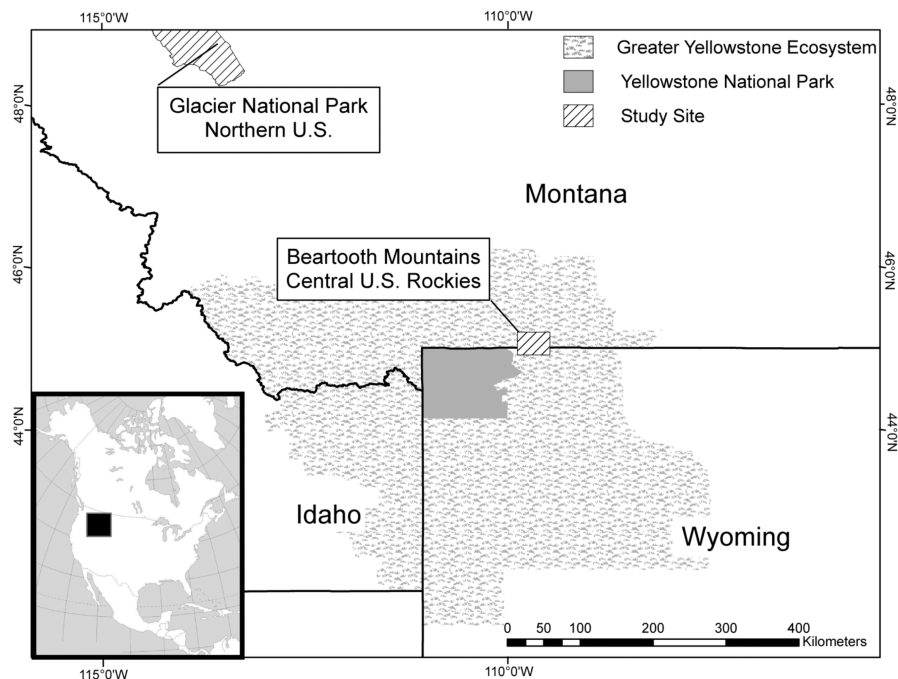 115°0'W
110°0'W
Greater Yellowstone Ecosystem
Yellowstone National Park
Study Site
48°0'N
48°0'N
Glacier National Park
Northern U.S.
Montana
Beartooth Mountains
Central U.S. Rockies
46°0'N
46°0'N
44°0'N
44°0'N
Idaho
Wyoming
0 25 50 100 200 300 400
Kilometers
115°0'W
110°0'W